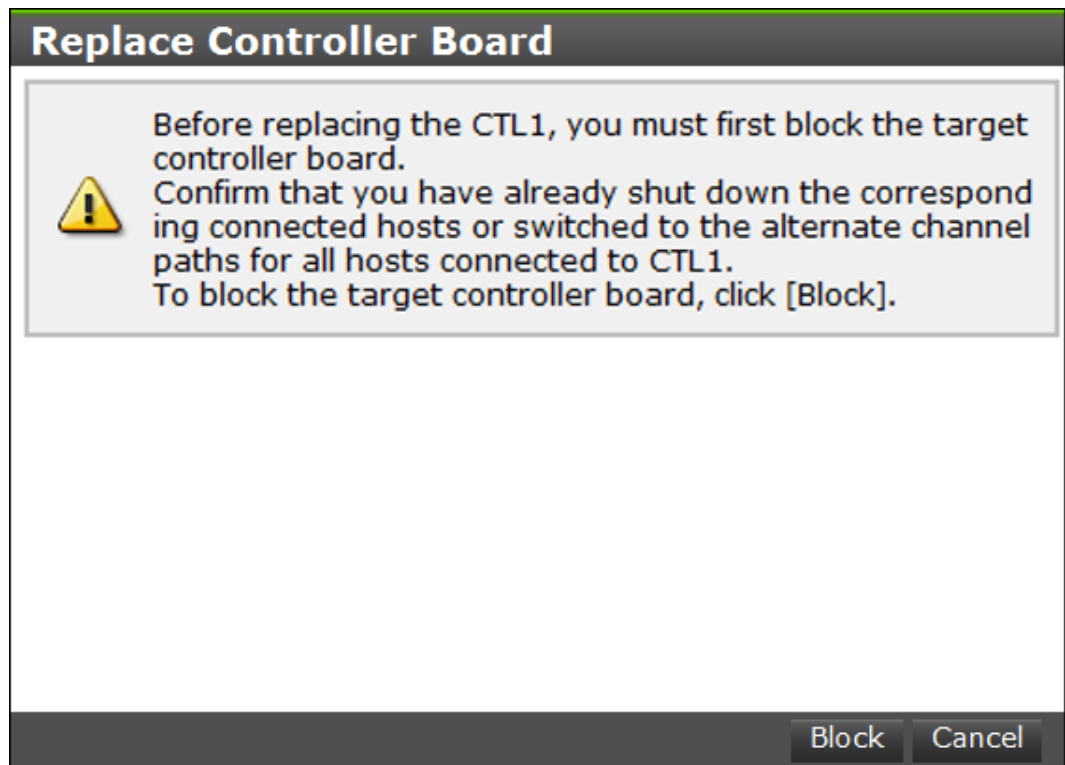 Replace Controller Board
Before replacing the CTL1, you must first block the target
controller board.
Confirm that you have already shut down the correspond
ing connected hosts or switched to the alternate channel
paths for all hosts connected to CTL1.
To block the target controller board, click [Block].
Block Cancel